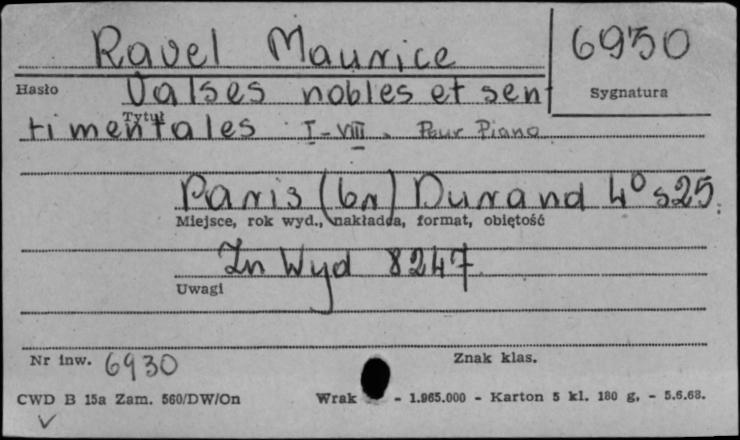 Ravel Maurice 6930
Hasło Valses nobles et sen Sygnatura
Tytuł
timentales I-VIII. Pour Piano
Paris (br) Durand 4° s25.
Miejsce, rok wyd., nakładca, format, objętość
Zn Wyd 8247
Uwagi
Nr inw. 6930 Znak klas.
CWD B 15a Zam. 560/DW/On Wrak - 1.965.000 - Karton 5 kl. 180 g. - 5.6.68.